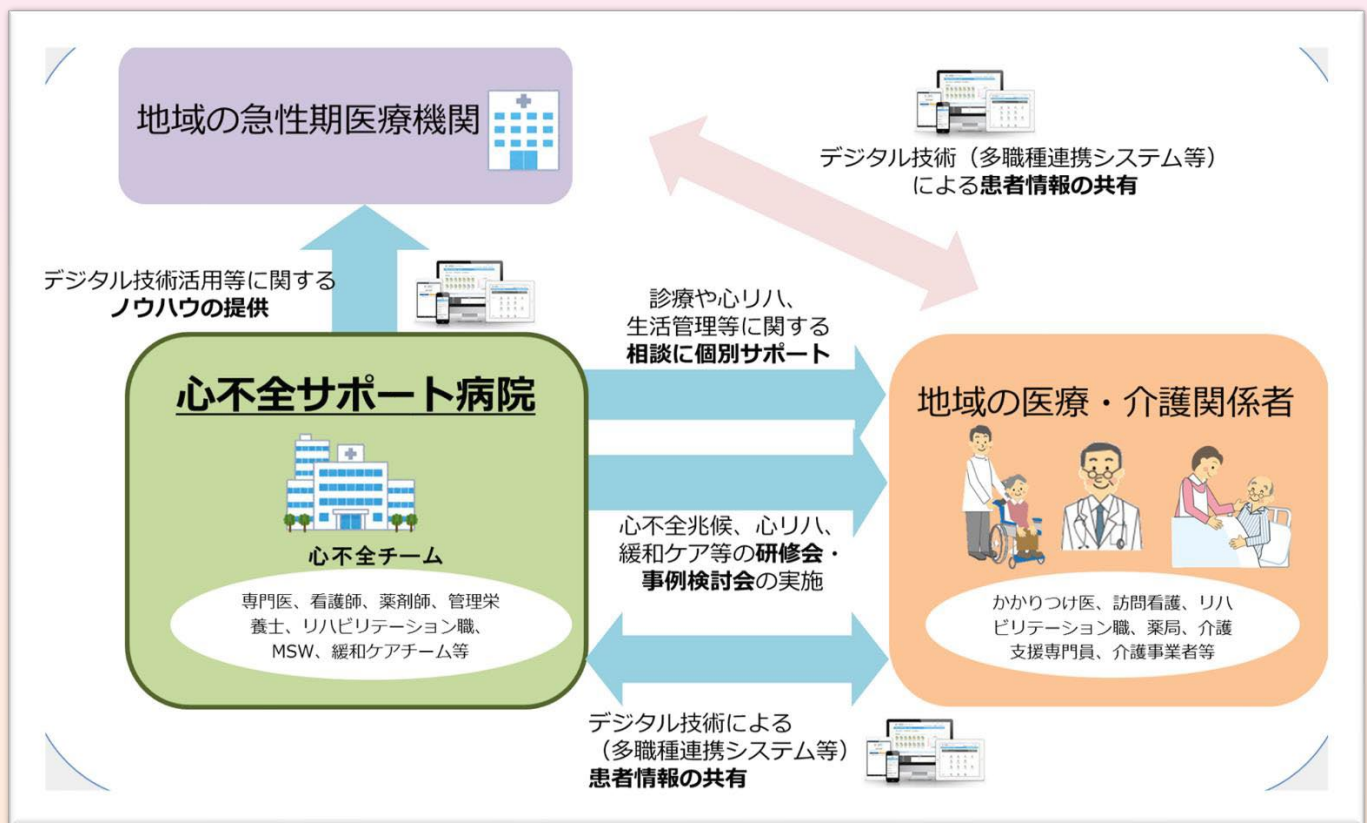 地域の急性期医療機関
デジタル技術（多職種連携システム等）
による患者情報の共有
デジタル技術活用等に関する
ノウハウの提供
診療や心リハ、
生活管理等に関する
相談に個別サポート
心不全サポート病院
心不全チーム
専門医、看護師、薬剤師、管理栄
養士、リハビリテーション職、
MSW、緩和ケアチーム等
心不全兆候、心リハ、
緩和ケア等の研修会・
事例検討会の実施
地域の医療・介護関係者
かかりつけ医、訪問看護、リハ
ビリテーション職、薬局、介護
支援専門員、介護事業者等
デジタル技術による
（多職種連携システム等）
患者情報の共有